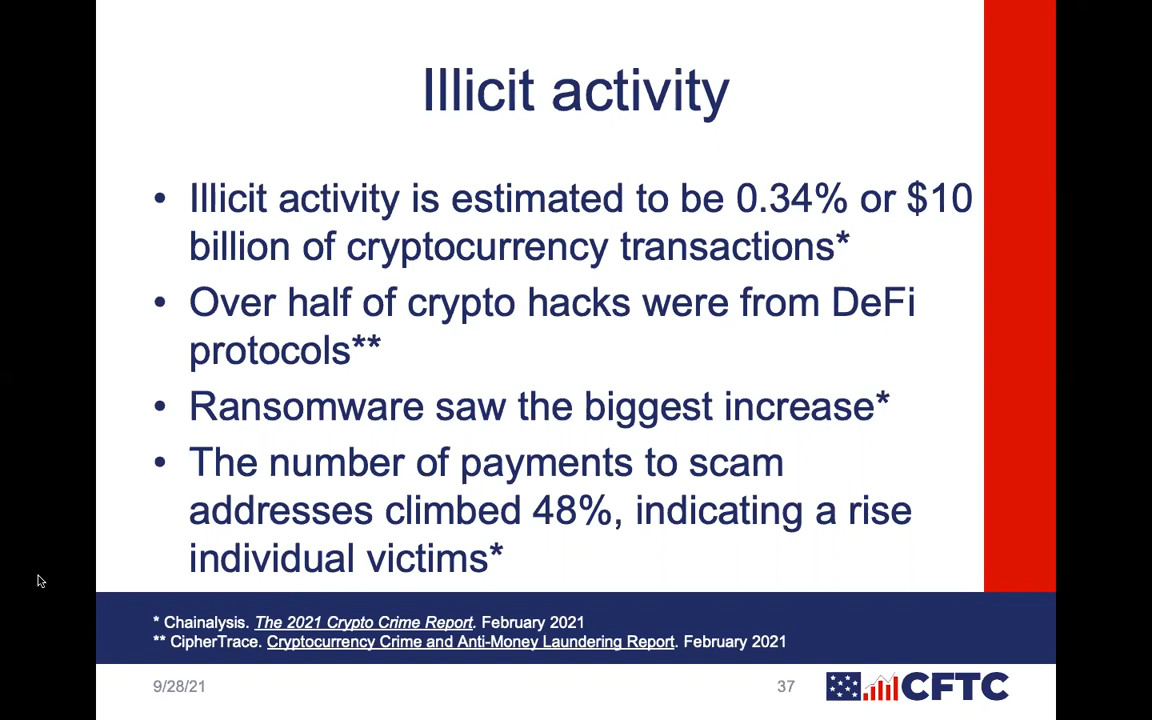 Illicit activity
• Illicit activity is estimated to be 0.34% or $10
billion of cryptocurrency transactions*
• Over half of crypto hacks were from DeFi
protocols**
• Ransomware saw the biggest increase*
• The number of payments to scam
addresses climbed 48%, indicating a rise
individual victims*
* Chainalysis. The 2021 Crypto Crime Report. February 2021
** CipherTrace. Cryptocurrency Crime and Anti-Money Laundering Report. February 2021
9/28/21
37
CFTC